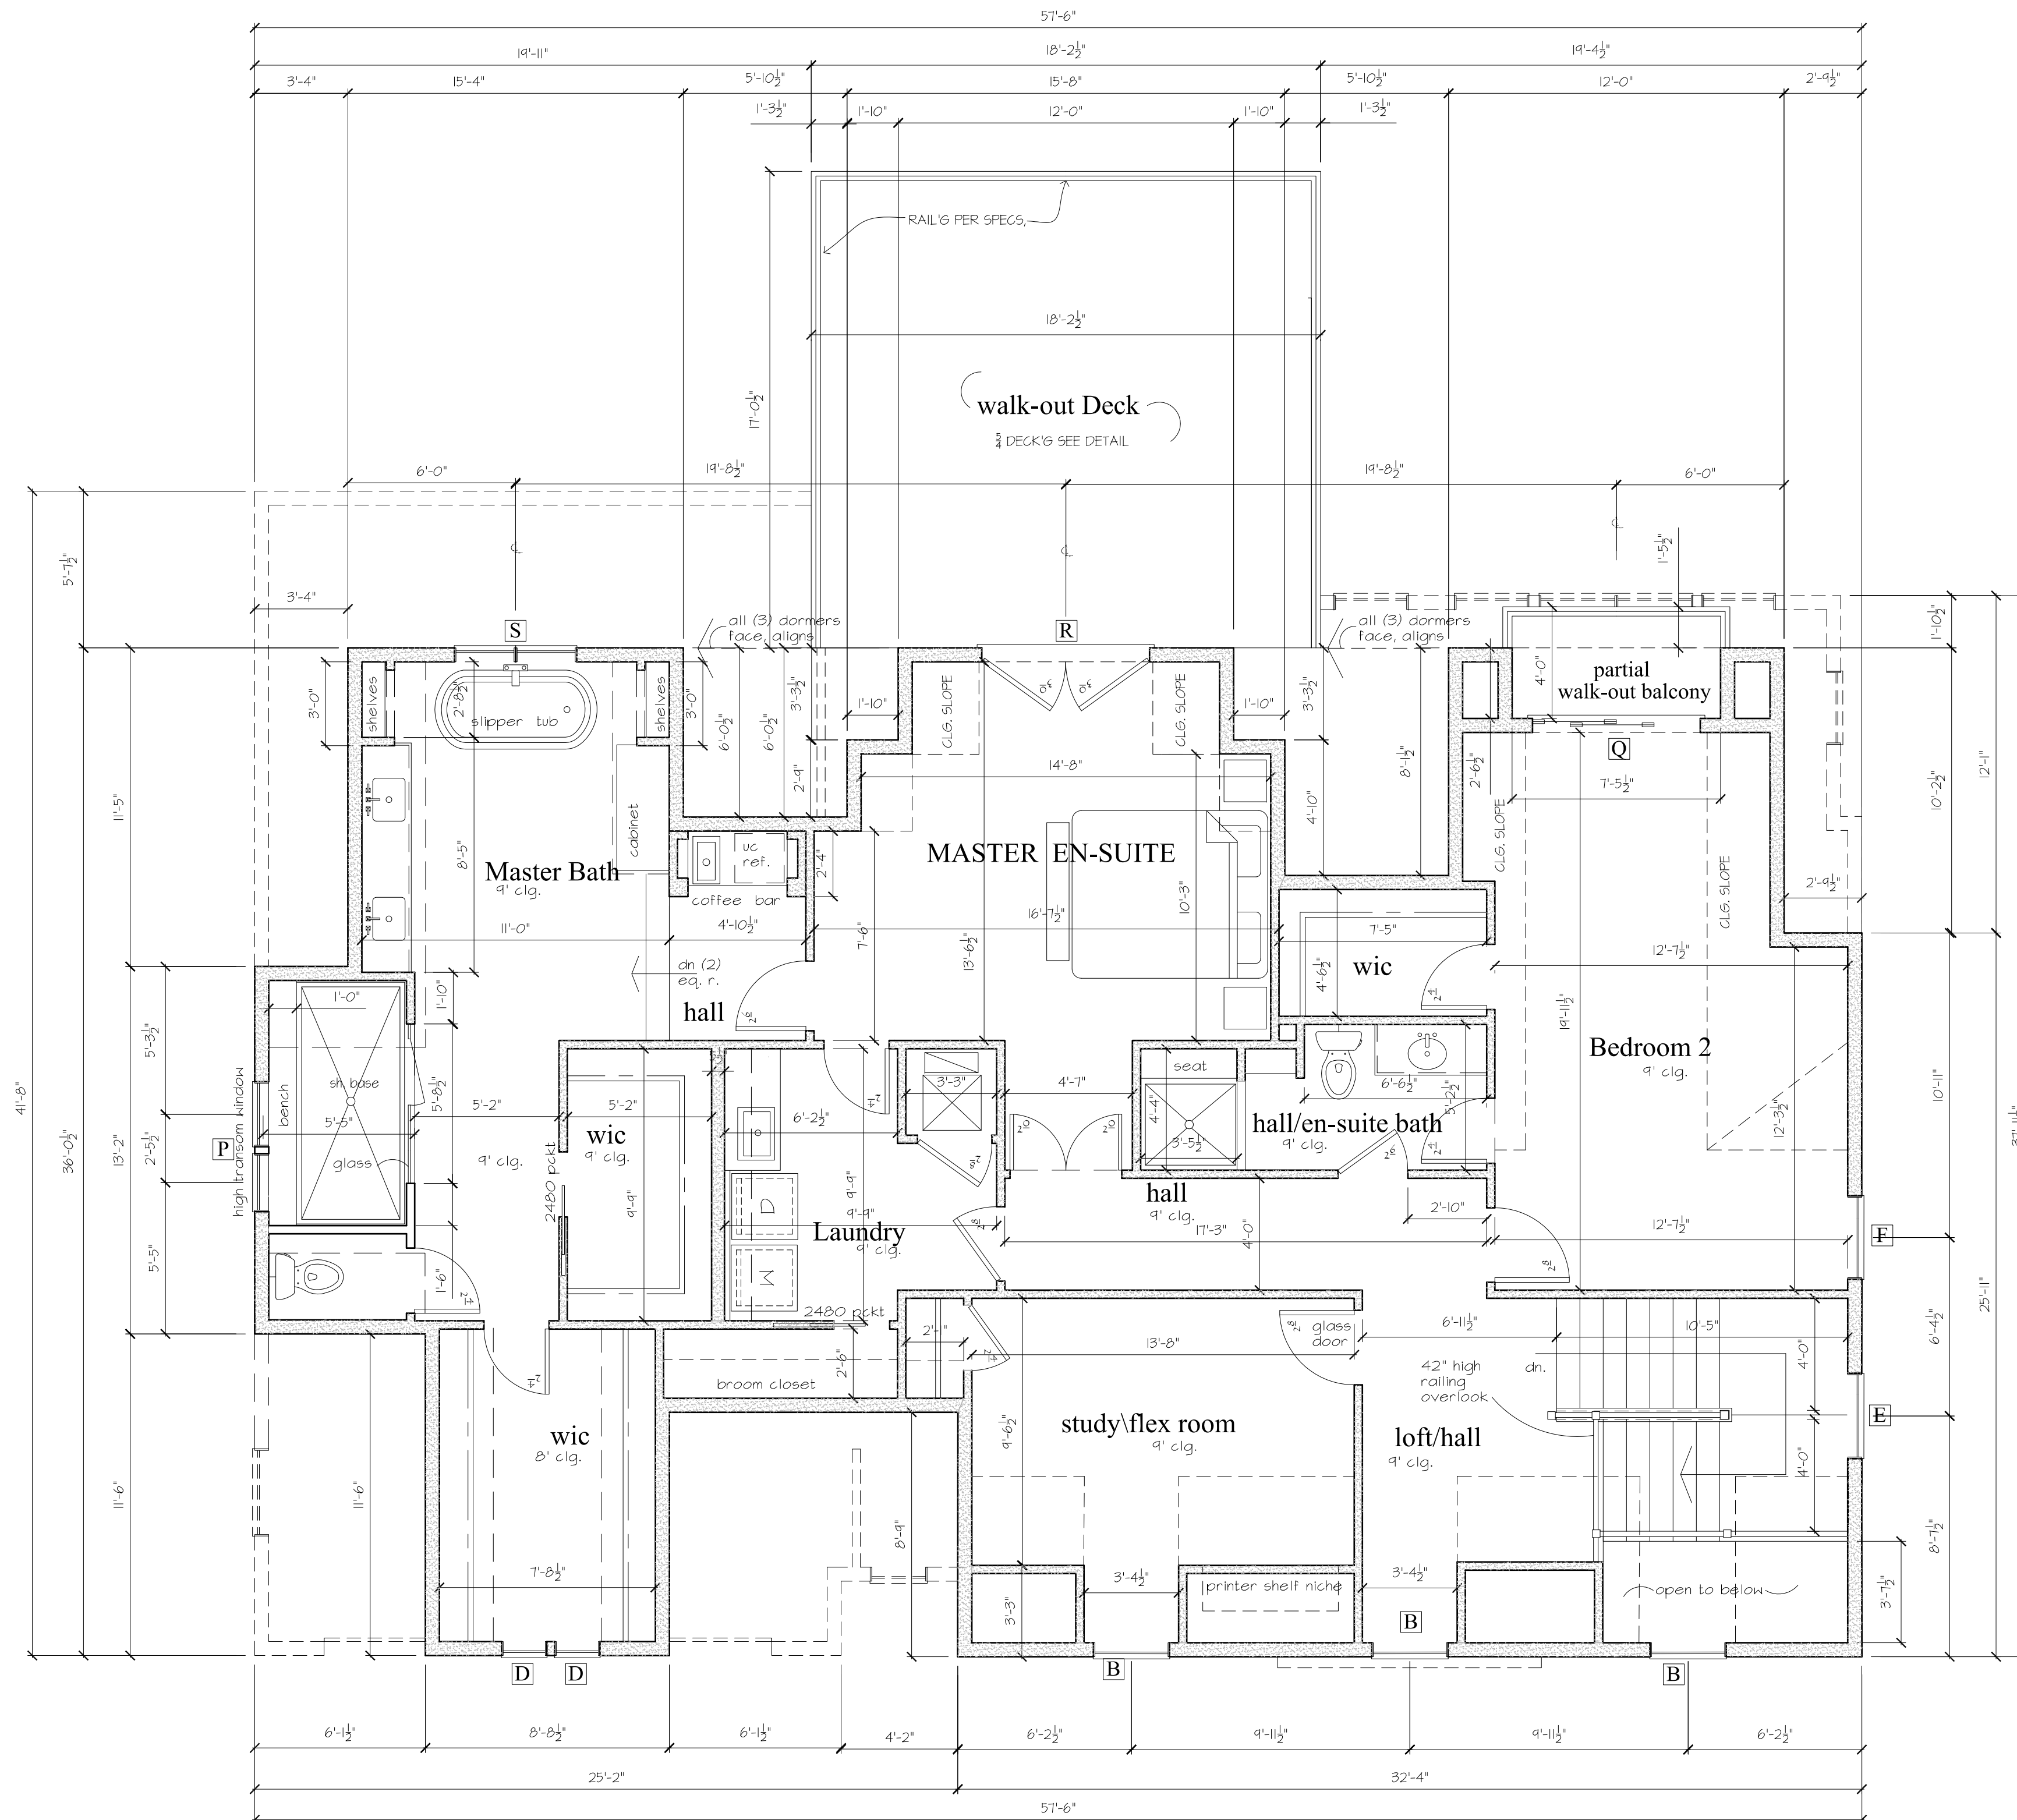 57'-6"
19'-11"
18'-2½"
19'-4½"
3'-4"
15'-4"
5'-10½"
15'-8"
5'-10½"
12'-0"
2'-9½"
1'-3½"
1'-10"
12'-0"
1'-10"
1'-3½"
RAIL'G PER SPECS,
18'-2½"
17'-0½"
walk-out Deck
5/4 DECK'G SEE DETAIL
6'-0"
19'-8½"
19'-8½"
6'-0"
5'-7½"
3'-4"
1'-5½"
1'-10½"
S
all (3) dormers
face, aligns
R
all (3) dormers
face, aligns
shelves
3'-0"
2'-8½"
slipper tub
shelves
3'-0"
6'-0½"
6'-0½"
3'-3½"
2'-9"
1'-10"
CLG. SLOPE
CLG. SLOPE
1'-10"
3'-3½"
4'-0"
partial
walk-out balcony
Q
7'-5½"
2'-6½"
8'-1½"
10'-2½"
12'-1"
11'-5"
14'-8"
4'-10"
CLG. SLOPE
CLG. SLOPE
cabinet
8'-5"
Master Bath
9' clg.
uc
ref.
2'-4"
coffee bar
MASTER EN-SUITE
10'-3"
2'-9½"
11'-0"
4'-10½"
7'-6"
16'-7½"
13'-6½"
7'-5"
4'-6½"
wic
12'-7½"
19'-11½"
dn (2)
eq. r.
hall
1'-0"
1'-10"
5'-3½"
41'-8"
36'-0½"
13'-2"
2'-5½"
5'-5"
P
high transom window
bench
sh. base
5'-5"
glass
5'-8½"
5'-2"
9' clg.
2480 pckt
5'-2"
wic
9' clg.
9'-9"
6'-2½"
3'-3"
4'-7"
seat
4'-4"
3'-5½"
6'-6½"
5'-2½"
hall/en-suite bath
9' clg.
Bedroom 2
9' clg.
12'-3½"
10'-11"
37'-11½"
D
M
9'-9"
9'-9"
Laundry
9' clg.
hall
9' clg.
17'-3"
4'-0"
2'-10"
12'-7½"
F
1'-6"
2480 pckt
2'-6"
broom closet
2'-1"
13'-8"
glass
door
6'-11½"
10'-5"
42" high
railing
overlook
dn.
4'-0"
6'-4½"
25'-11"
E
4'-0"
11'-6"
11'-6"
wic
8' clg.
study\flex room
9' clg.
9'-6½"
loft/hall
9' clg.
8'-9"
8'-7½"
7'-8½"
3'-3"
3'-4½"
printer shelf niche
3'-4½"
open to below
3'-7½"
D
D
B
B
B
6'-1½"
8'-8½"
6'-1½"
4'-2"
6'-2½"
9'-11½"
9'-11½"
6'-2½"
25'-2"
32'-4"
57'-6"